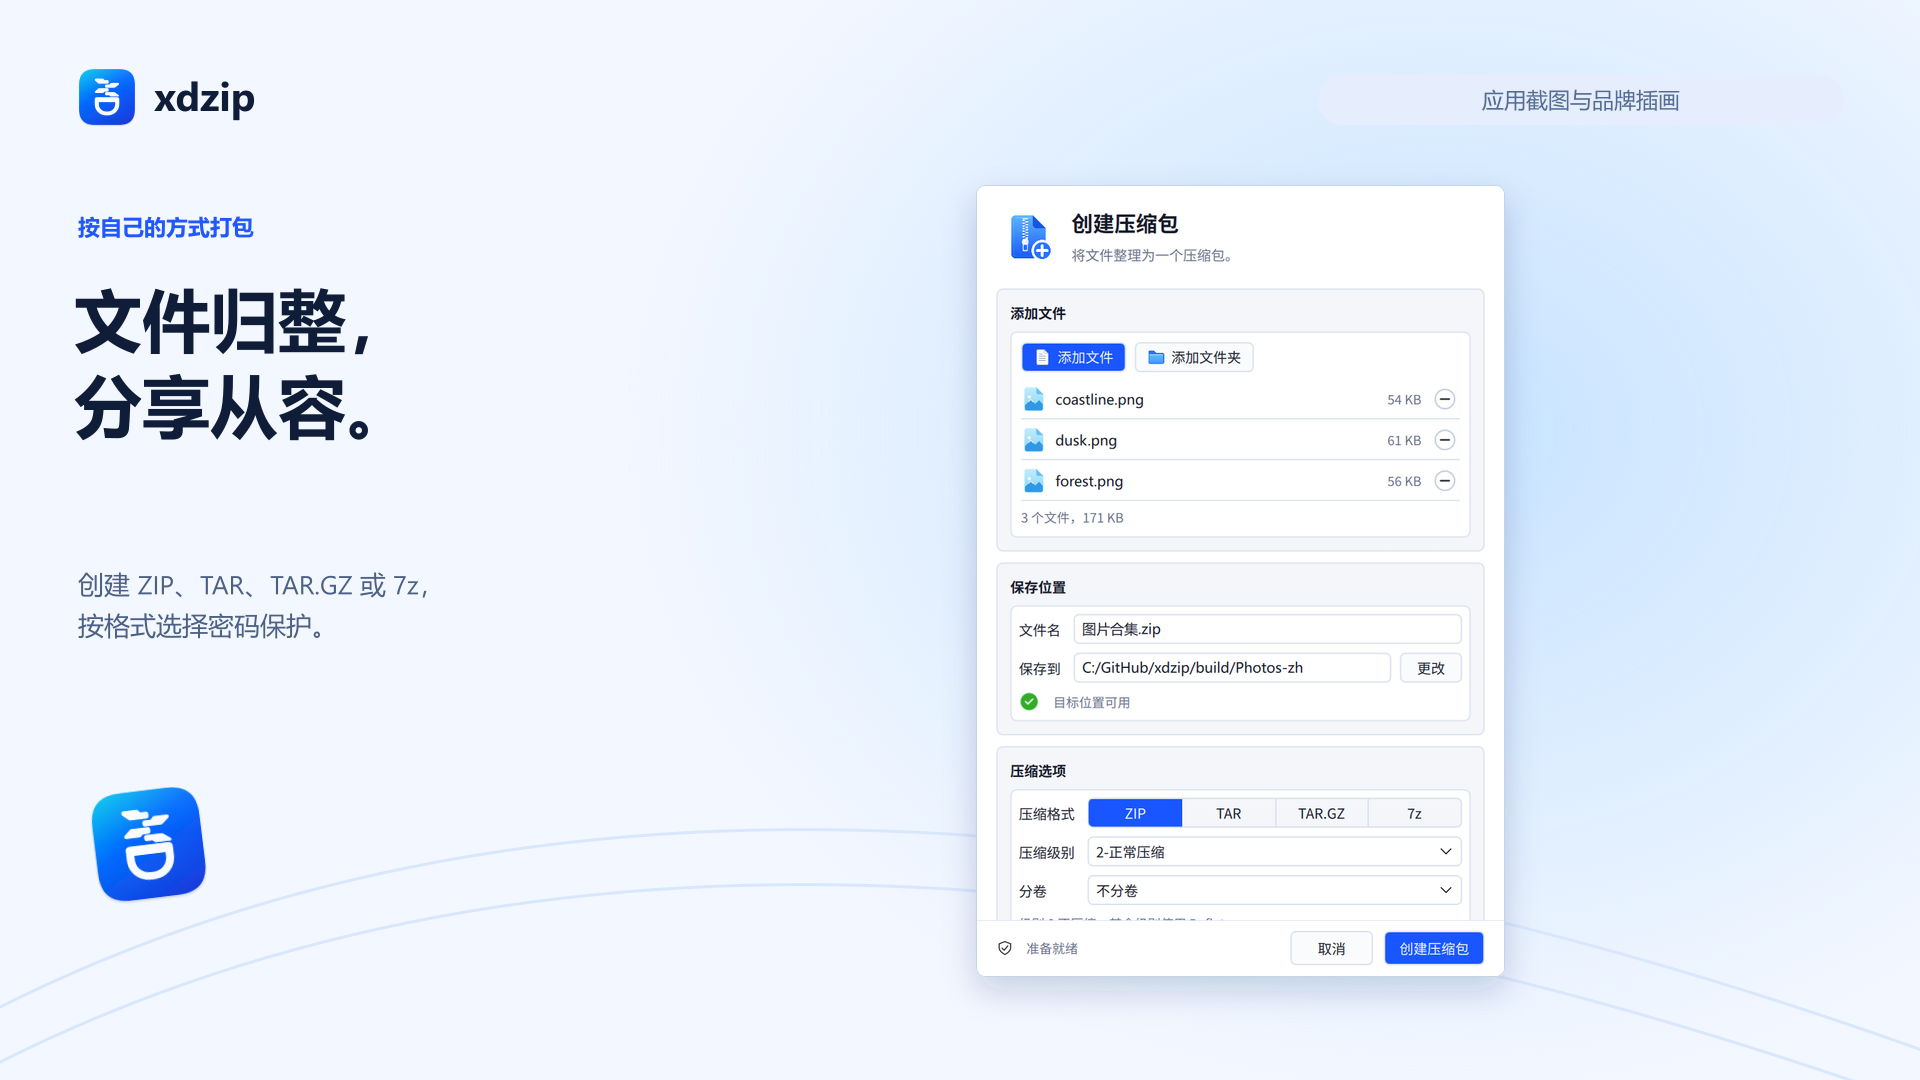 xdzip
应用截图与品牌插画
按自己的方式打包
文件归整，
分享从容。
创建 ZIP、TAR、TAR.GZ 或 7z，
按格式选择密码保护。
创建压缩包
将文件整理为一个压缩包。
添加文件
添加文件 添加文件夹
coastline.png 54 KB
dusk.png 61 KB
forest.png 56 KB
3 个文件，171 KB
保存位置
文件名 图片合集.zip
保存到 C:/GitHub/xdzip/build/Photos-zh 更改
目标位置可用
压缩选项
压缩格式 ZIP TAR TAR.GZ 7z
压缩级别 2-正常压缩
分卷 不分卷
准备就绪 取消 创建压缩包